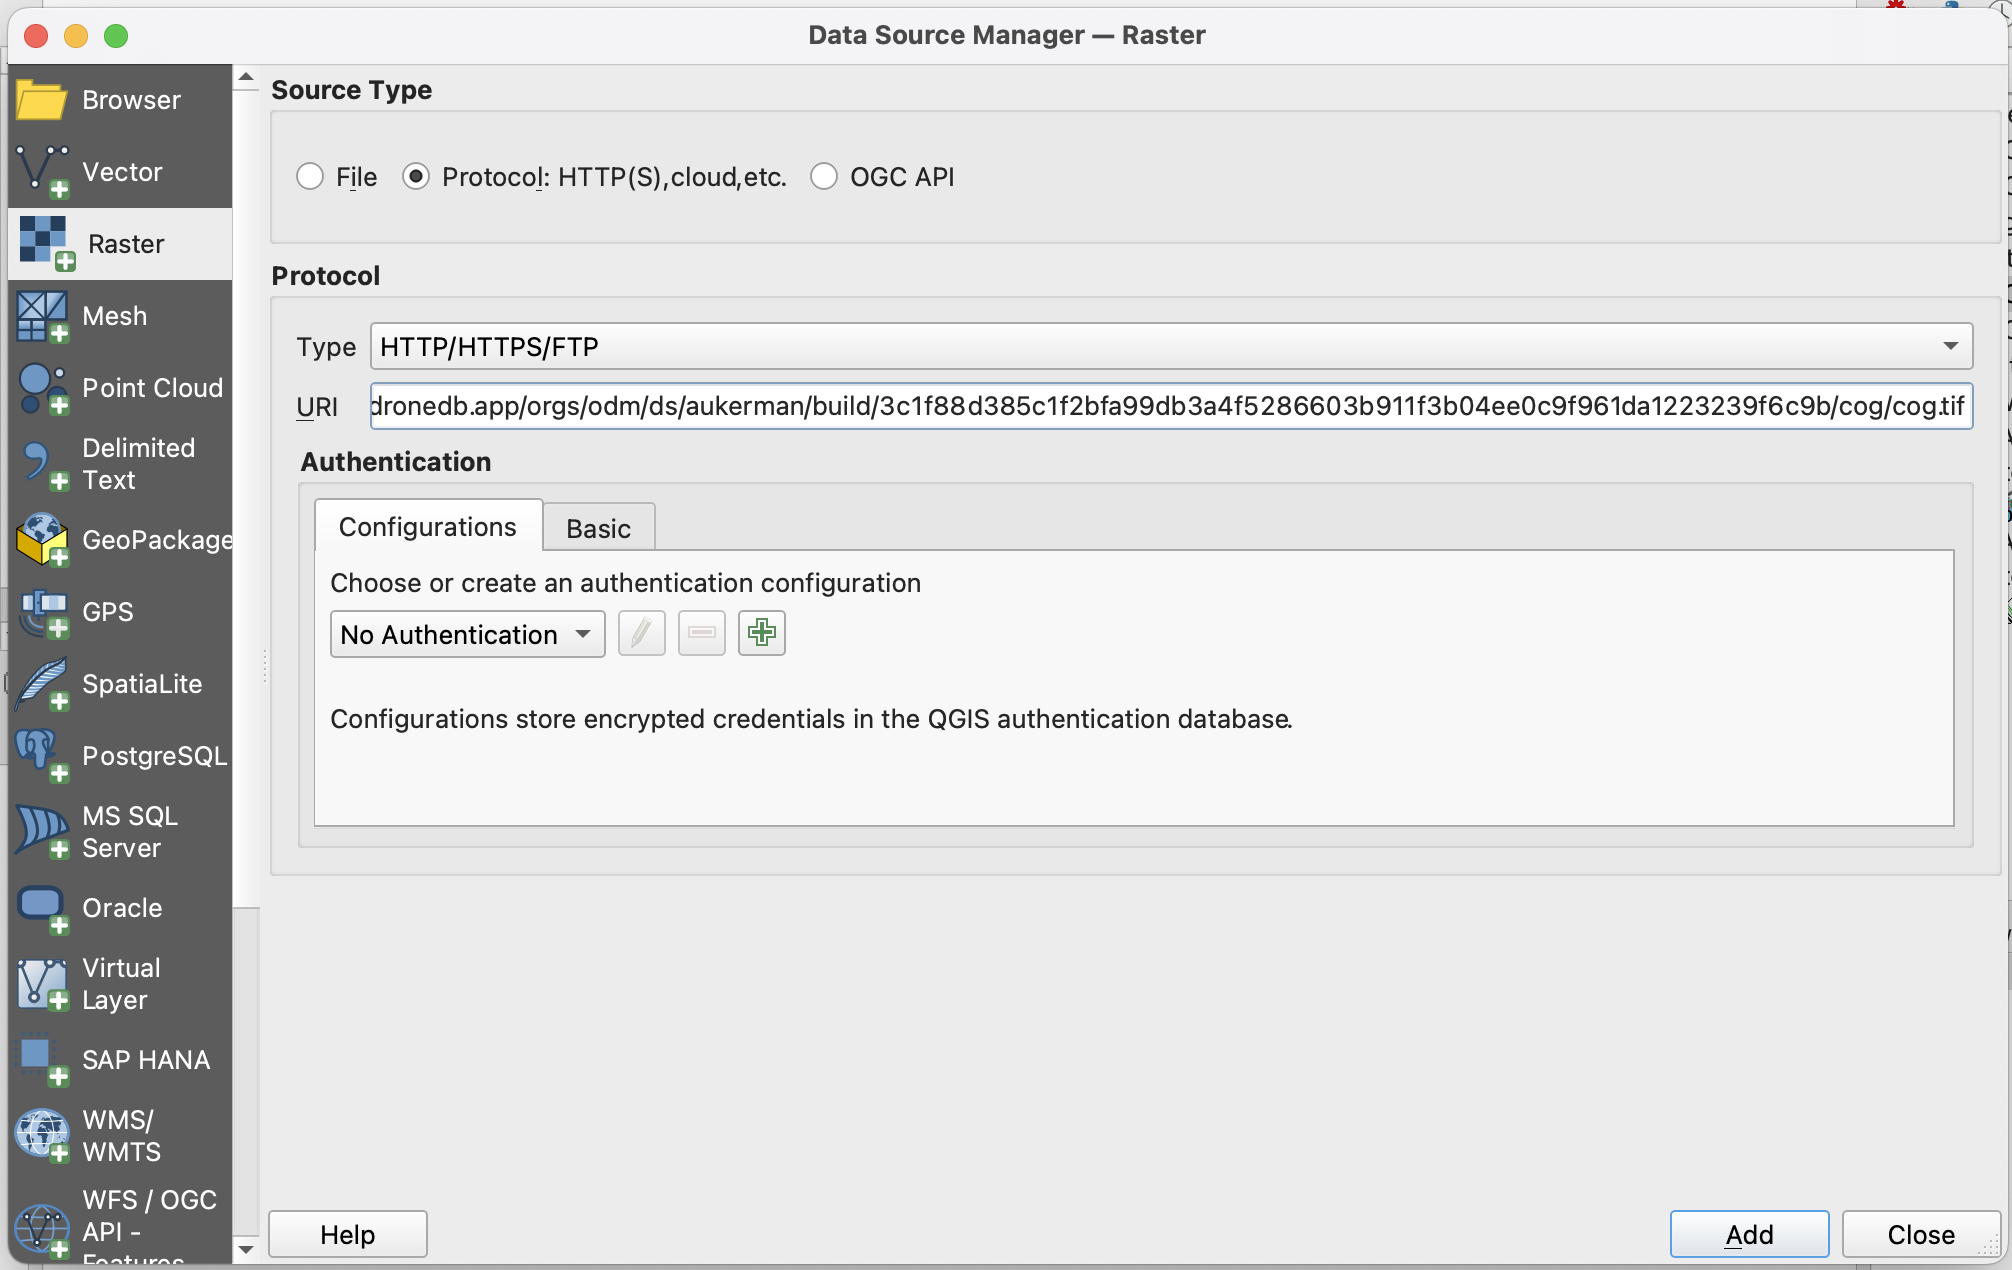 Data Source Manager — Raster
Browser
Vector
Raster
Mesh
Point Cloud
Delimited
Text
GeoPackage
GPS
SpatiaLite
PostgreSQL
MS SQL
Server
Oracle
Virtual
Layer
SAP HANA
WMS/
WMTS
WFS / OGC
API -
Features
Source Type
File
Protocol: HTTP(S),cloud,etc.
OGC API
Protocol
Type HTTP/HTTPS/FTP
URI dronedb.app/orgs/odm/ds/aukerman/build/3c1f88d385c1f2bfa99db3a4f5286603b911f3b04ee0c9f961da1223239f6c9b/cog/cog.tif
Authentication
Configurations Basic
Choose or create an authentication configuration
No Authentication
Configurations store encrypted credentials in the QGIS authentication database.
Help Add Close